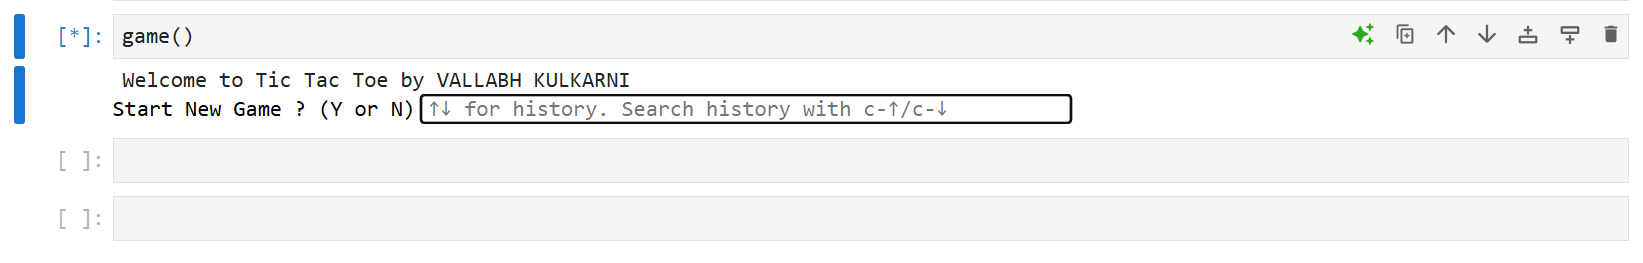 [*]: game()
Welcome to Tic Tac Toe by VALLABH KULKARNI
Start New Game ? (Y or N) ↑↓ for history. Search history with c-↑/c-↓
[ ]:
[ ]: